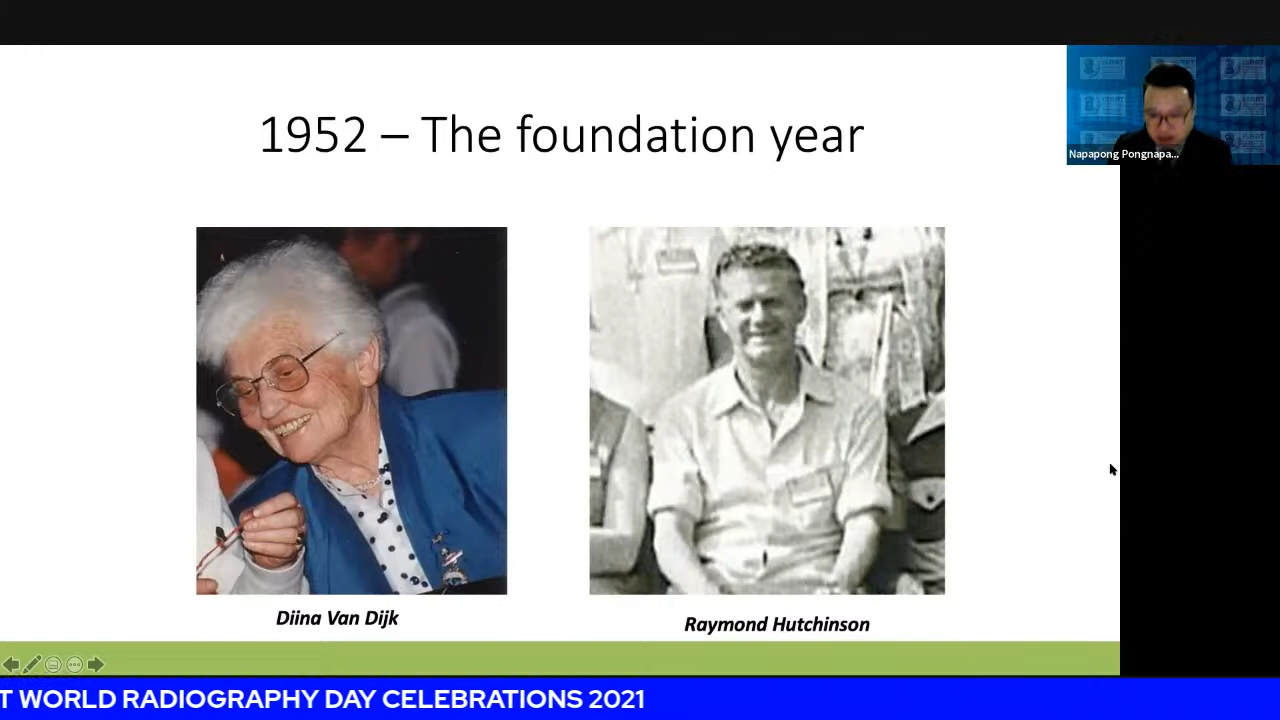 1952 – The foundation year
Napapong Pongnapa...
Diina Van Dijk
Raymond Hutchinson
T WORLD RADIOGRAPHY DAY CELEBRATIONS 2021